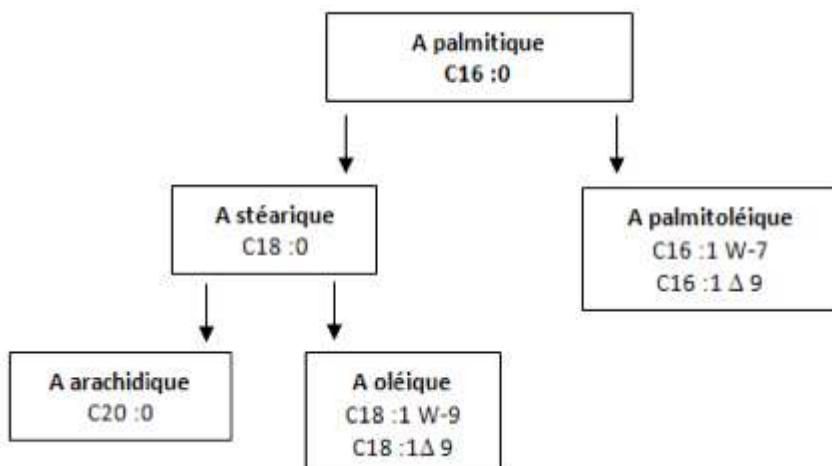 A palmitique
C16 :0
A stéarique
C18 :0
A palmitoléique
C16 :1 W-7
C16 :1 Δ 9
A arachidique
C20 :0
A oléique
C18 :1 W-9
C18 :1Δ 9